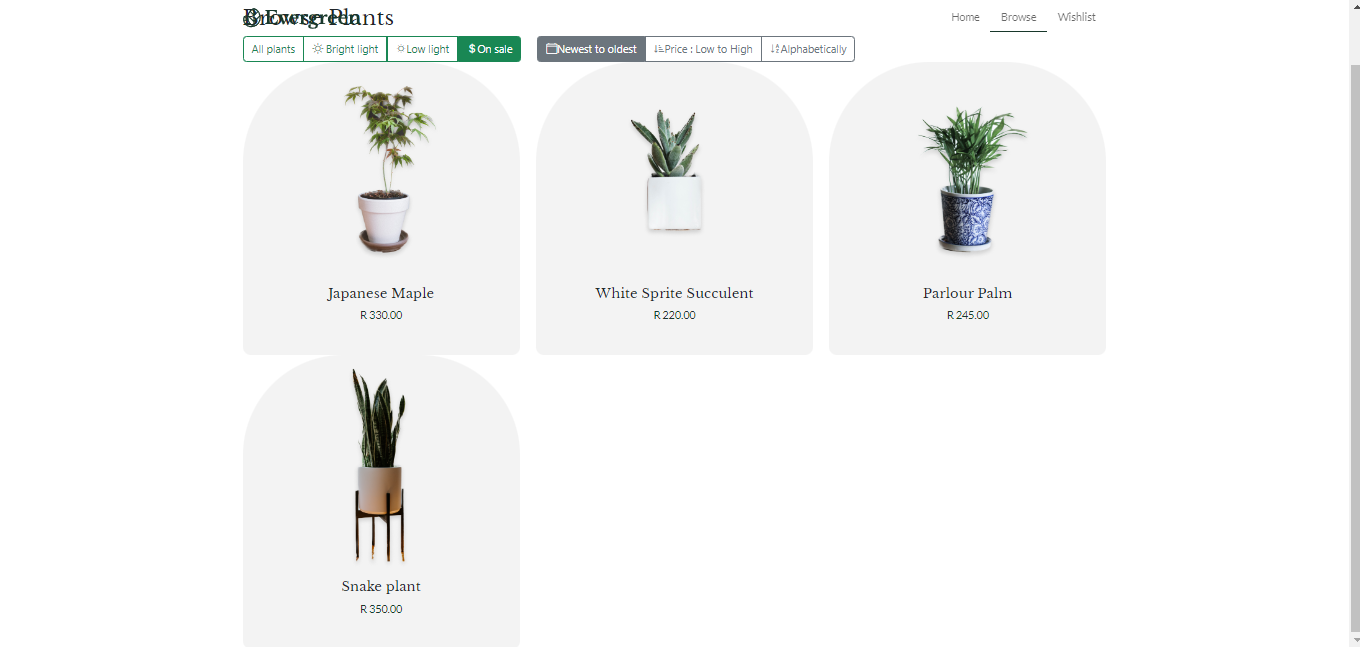 Browse Plants
Evergreen
Home Browse Wishlist
All plants Bright light Low light $ On sale Newest to oldest Price : Low to High Alphabetically
Japanese Maple White Sprite Succulent Parlour Palm
R 330.00 R 220.00 R 245.00
Snake plant
R 350.00